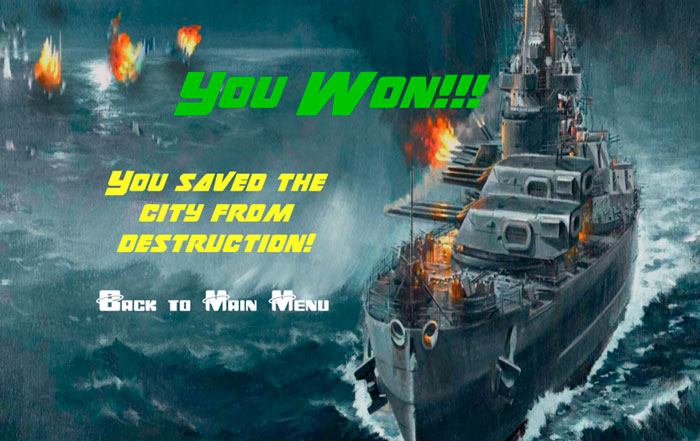 You Won!!!
You saved the
city from
destruction!
Back to Main Menu